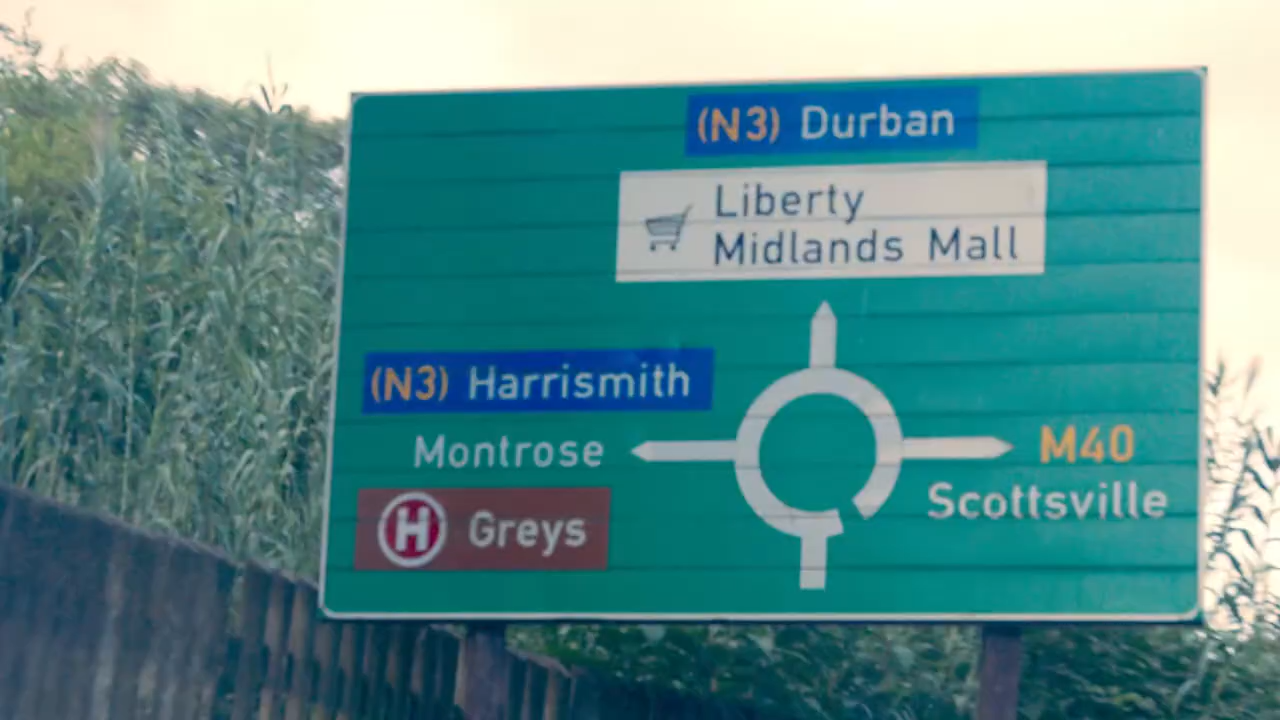 (N3) Durban
Liberty
Midlands Mall
(N3) Harrismith
Montrose
M40
Scottsville
H Greys